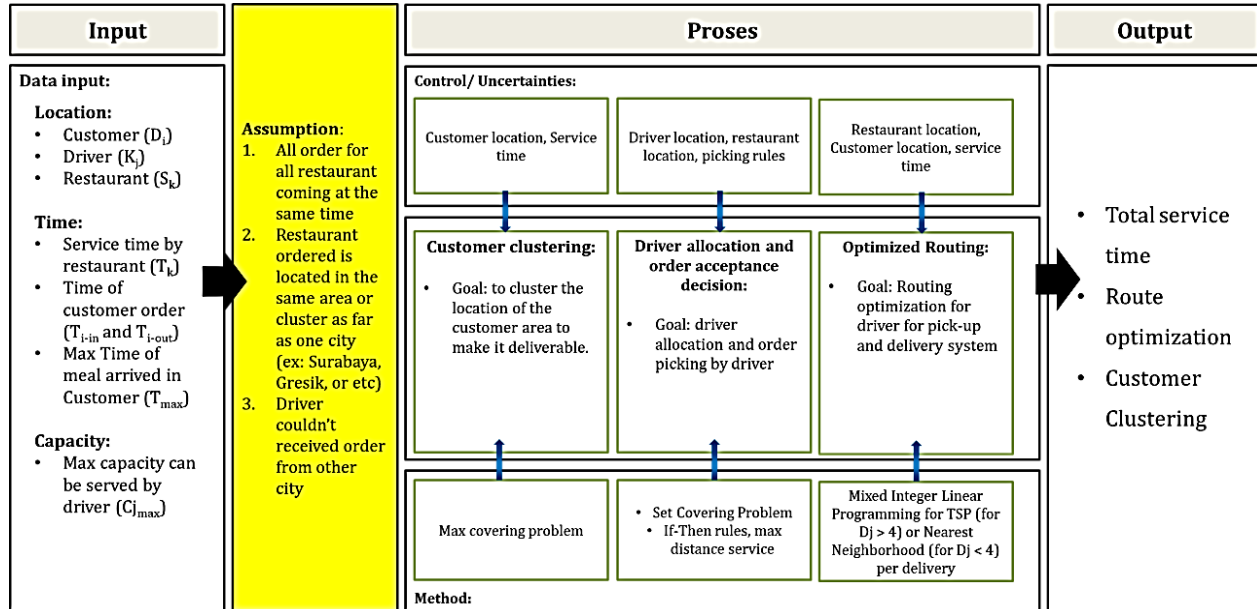 Input
Data input:
Location:
• Customer (D_i)
• Driver (K_j)
• Restaurant (S_k)
Time:
• Service time by
restaurant (T_k)
• Time of
customer order
(T_i-in and T_i-out)
• Max Time of
meal arrived in
Customer (T_max)
Capacity:
• Max capacity can
be served by
driver (Cj_max)
Assumption:
1. All order for
all restaurant
coming at the
same time
2. Restaurant
ordered is
located in the
same area or
cluster as far
as one city
(ex: Surabaya,
Gresik, or etc)
3. Driver
couldn't
received order
from other
city
Proses
Control/ Uncertainties:
Customer location, Service
time
Driver location, restaurant
location, picking rules
Restaurant location,
Customer location, service
time
Customer clustering:
• Goal: to cluster the
location of the
customer area to
make it deliverable.
Driver allocation and
order acceptance
decision:
• Goal: driver
allocation and order
picking by driver
Optimized Routing:
• Goal: Routing
optimization for
driver for pick-up
and delivery system
Max covering problem
• Set Covering Problem
• If-Then rules, max
distance service
Mixed Integer Linear
Programming for TSP (for
Dj > 4) or Nearest
Neighborhood (for Dj < 4)
per delivery
Method:
Output
• Total service
time
• Route
optimization
• Customer
Clustering